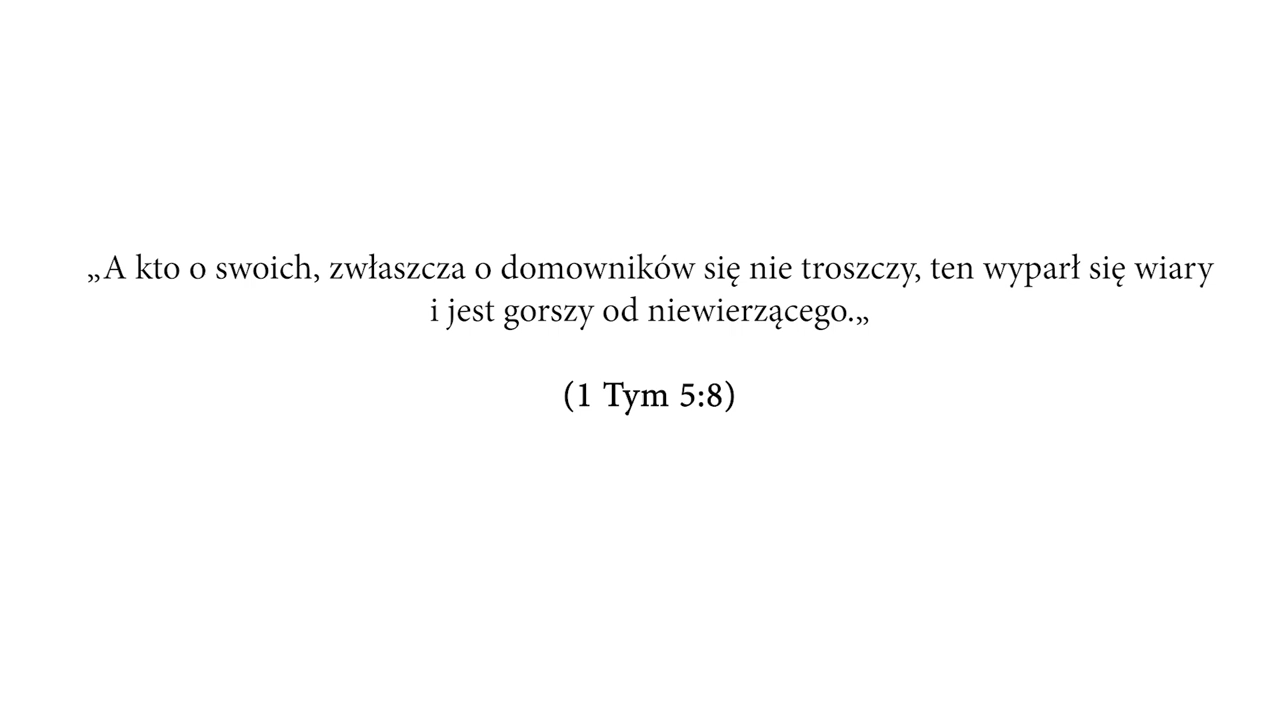 „A kto o swoich, zwłaszcza o domowników się nie troszczy, ten wyparł się wiary
i jest gorszy od niewierzącego.„
(1 Tym 5:8)